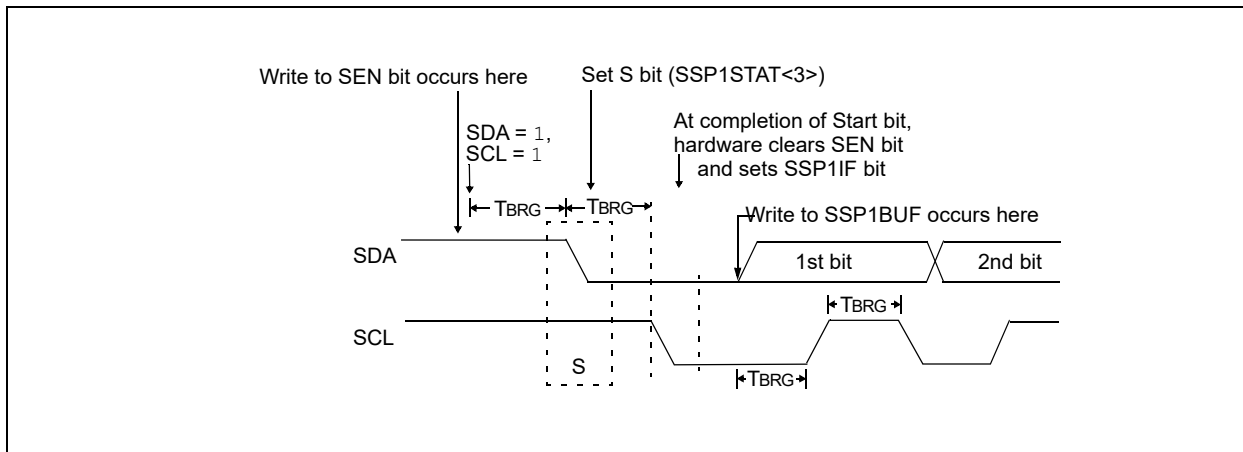 Write to SEN bit occurs here
Set S bit (SSP1STAT<3>)
SDA = 1,
SCL = 1
At completion of Start bit,
hardware clears SEN bit
and sets SSP1IF bit
TBRG
TBRG
Write to SSP1BUF occurs here
SDA
1st bit
2nd bit
TBRG
SCL
S
TBRG